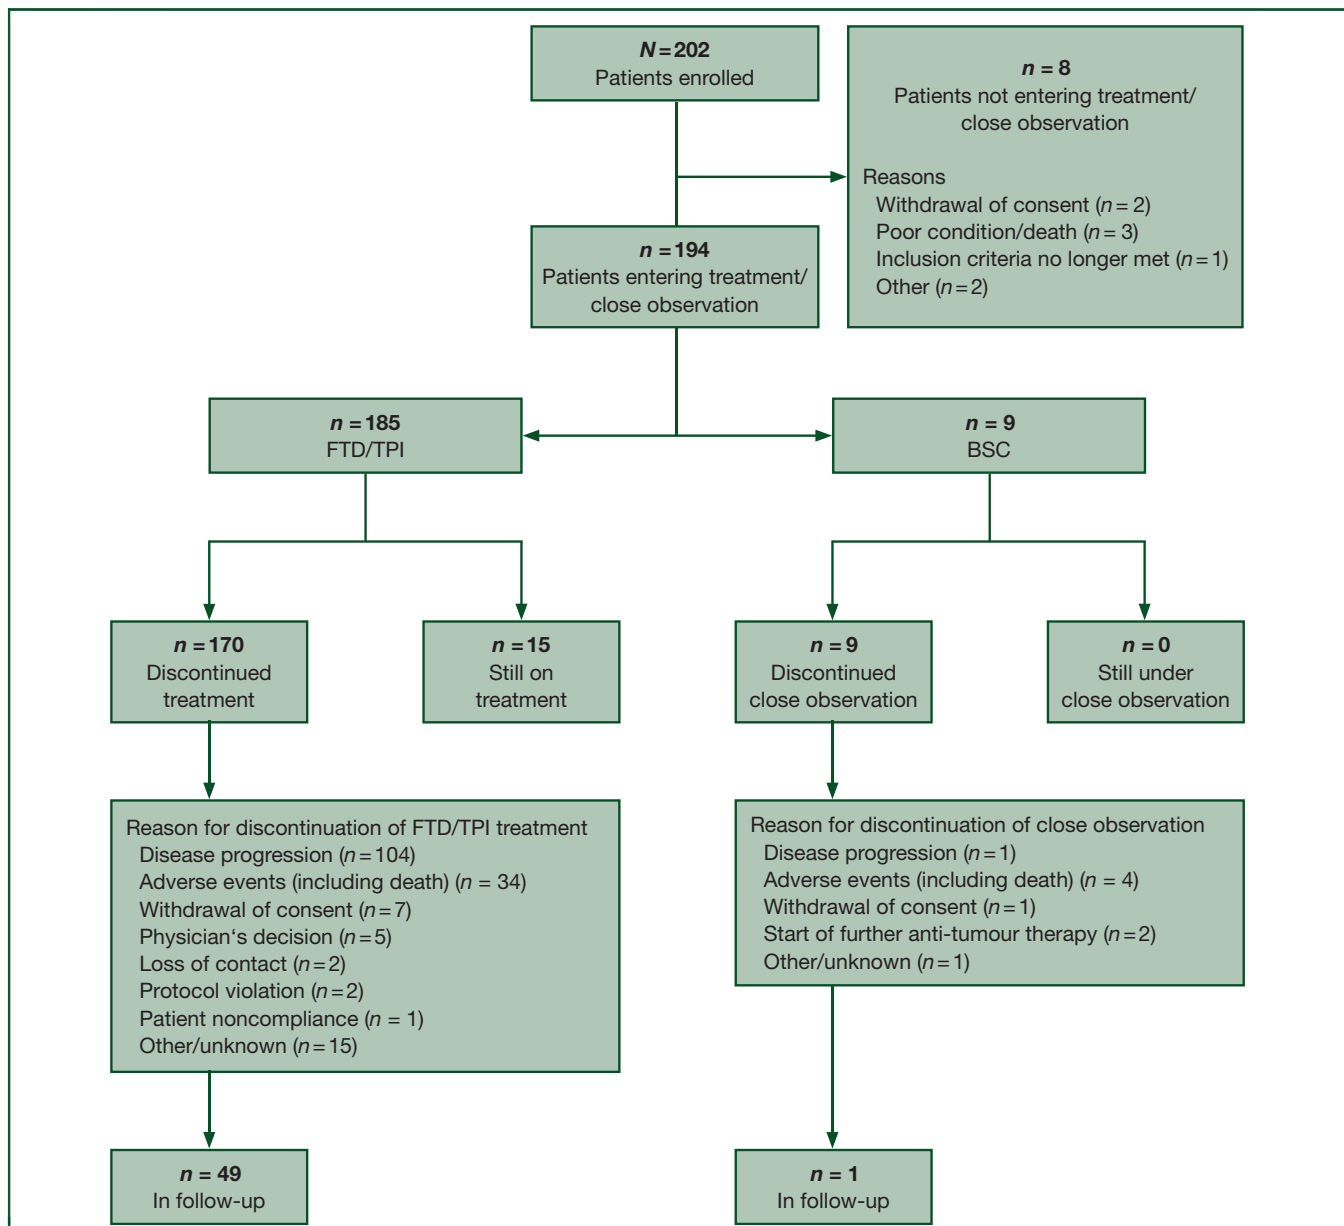 N = 202
Patients enrolled
n = 8
Patients not entering treatment/
close observation
Reasons
Withdrawal of consent (n = 2)
Poor condition/death (n = 3)
Inclusion criteria no longer met (n = 1)
Other (n = 2)
n = 194
Patients entering treatment/
close observation
n = 185
FTD/TPI
n = 9
BSC
n = 170
Discontinued
treatment
n = 15
Still on
treatment
n = 9
Discontinued
close observation
n = 0
Still under
close observation
Reason for discontinuation of FTD/TPI treatment
Disease progression (n = 104)
Adverse events (including death) (n = 34)
Withdrawal of consent (n = 7)
Physician‘s decision (n = 5)
Loss of contact (n = 2)
Protocol violation (n = 2)
Patient noncompliance (n = 1)
Other/unknown (n = 15)
Reason for discontinuation of close observation
Disease progression (n = 1)
Adverse events (including death) (n = 4)
Withdrawal of consent (n = 1)
Start of further anti-tumour therapy (n = 2)
Other/unknown (n = 1)
n = 49
In follow-up
n = 1
In follow-up